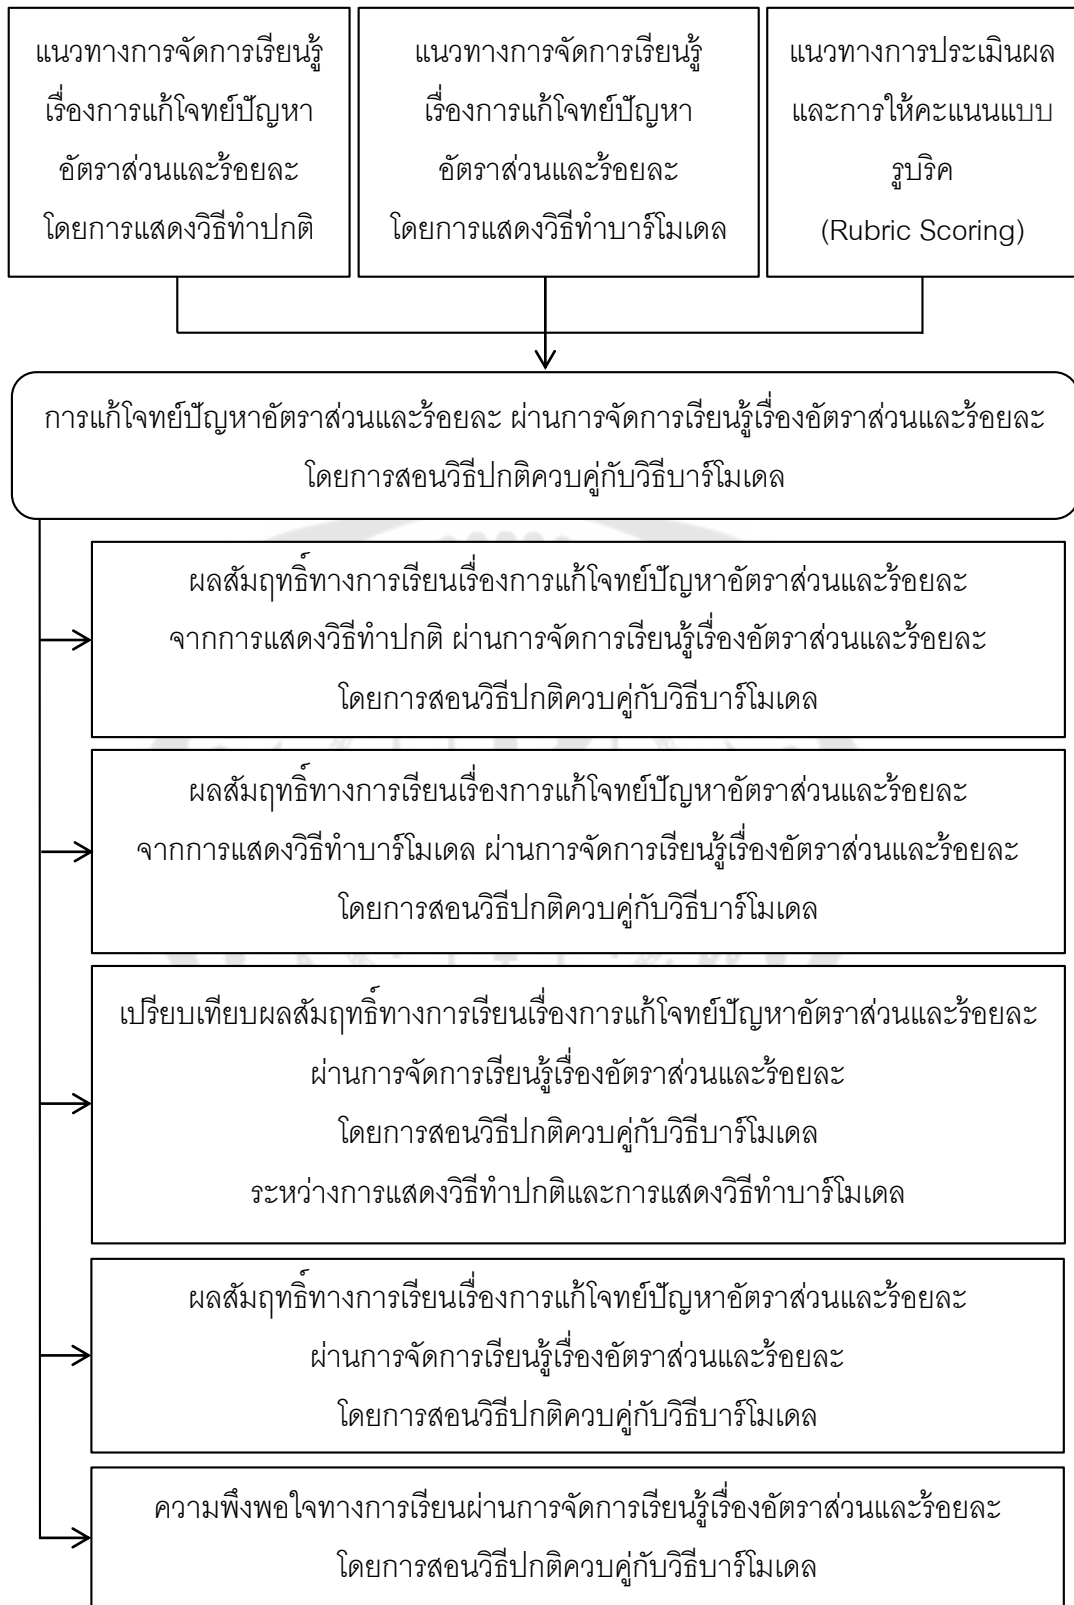 แนวทางการจัดการเรียนรู้
เรื่องการแก้โจทย์ปัญหา
อัตราส่วนและร้อยละ
โดยการแสดงวิธีทำปกติ
แนวทางการจัดการเรียนรู้
เรื่องการแก้โจทย์ปัญหา
อัตราส่วนและร้อยละ
โดยการแสดงวิธีทำบาร์โมเดล
แนวทางการประเมินผล
และการให้คะแนนแบบ
รูบริค
(Rubric Scoring)
การแก้โจทย์ปัญหาอัตราส่วนและร้อยละ ผ่านการจัดการเรียนรู้เรื่องอัตราส่วนและร้อยละ
โดยการสอนวิธีปกติควบคู่กับวิธีบาร์โมเดล
ผลสัมฤทธิ์ทางการเรียนเรื่องการแก้โจทย์ปัญหาอัตราส่วนและร้อยละ
จากการแสดงวิธีทำปกติ ผ่านการจัดการเรียนรู้เรื่องอัตราส่วนและร้อยละ
โดยการสอนวิธีปกติควบคู่กับวิธีบาร์โมเดล
ผลสัมฤทธิ์ทางการเรียนเรื่องการแก้โจทย์ปัญหาอัตราส่วนและร้อยละ
จากการแสดงวิธีทำบาร์โมเดล ผ่านการจัดการเรียนรู้เรื่องอัตราส่วนและร้อยละ
โดยการสอนวิธีปกติควบคู่กับวิธีบาร์โมเดล
เปรียบเทียบผลสัมฤทธิ์ทางการเรียนเรื่องการแก้โจทย์ปัญหาอัตราส่วนและร้อยละ
ผ่านการจัดการเรียนรู้เรื่องอัตราส่วนและร้อยละ
โดยการสอนวิธีปกติควบคู่กับวิธีบาร์โมเดล
ระหว่างการแสดงวิธีทำปกติและการแสดงวิธีทำบาร์โมเดล
ผลสัมฤทธิ์ทางการเรียนเรื่องการแก้โจทย์ปัญหาอัตราส่วนและร้อยละ
ผ่านการจัดการเรียนรู้เรื่องอัตราส่วนและร้อยละ
โดยการสอนวิธีปกติควบคู่กับวิธีบาร์โมเดล
ความพึงพอใจทางการเรียนผ่านการจัดการเรียนรู้เรื่องอัตราส่วนและร้อยละ
โดยการสอนวิธีปกติควบคู่กับวิธีบาร์โมเดล